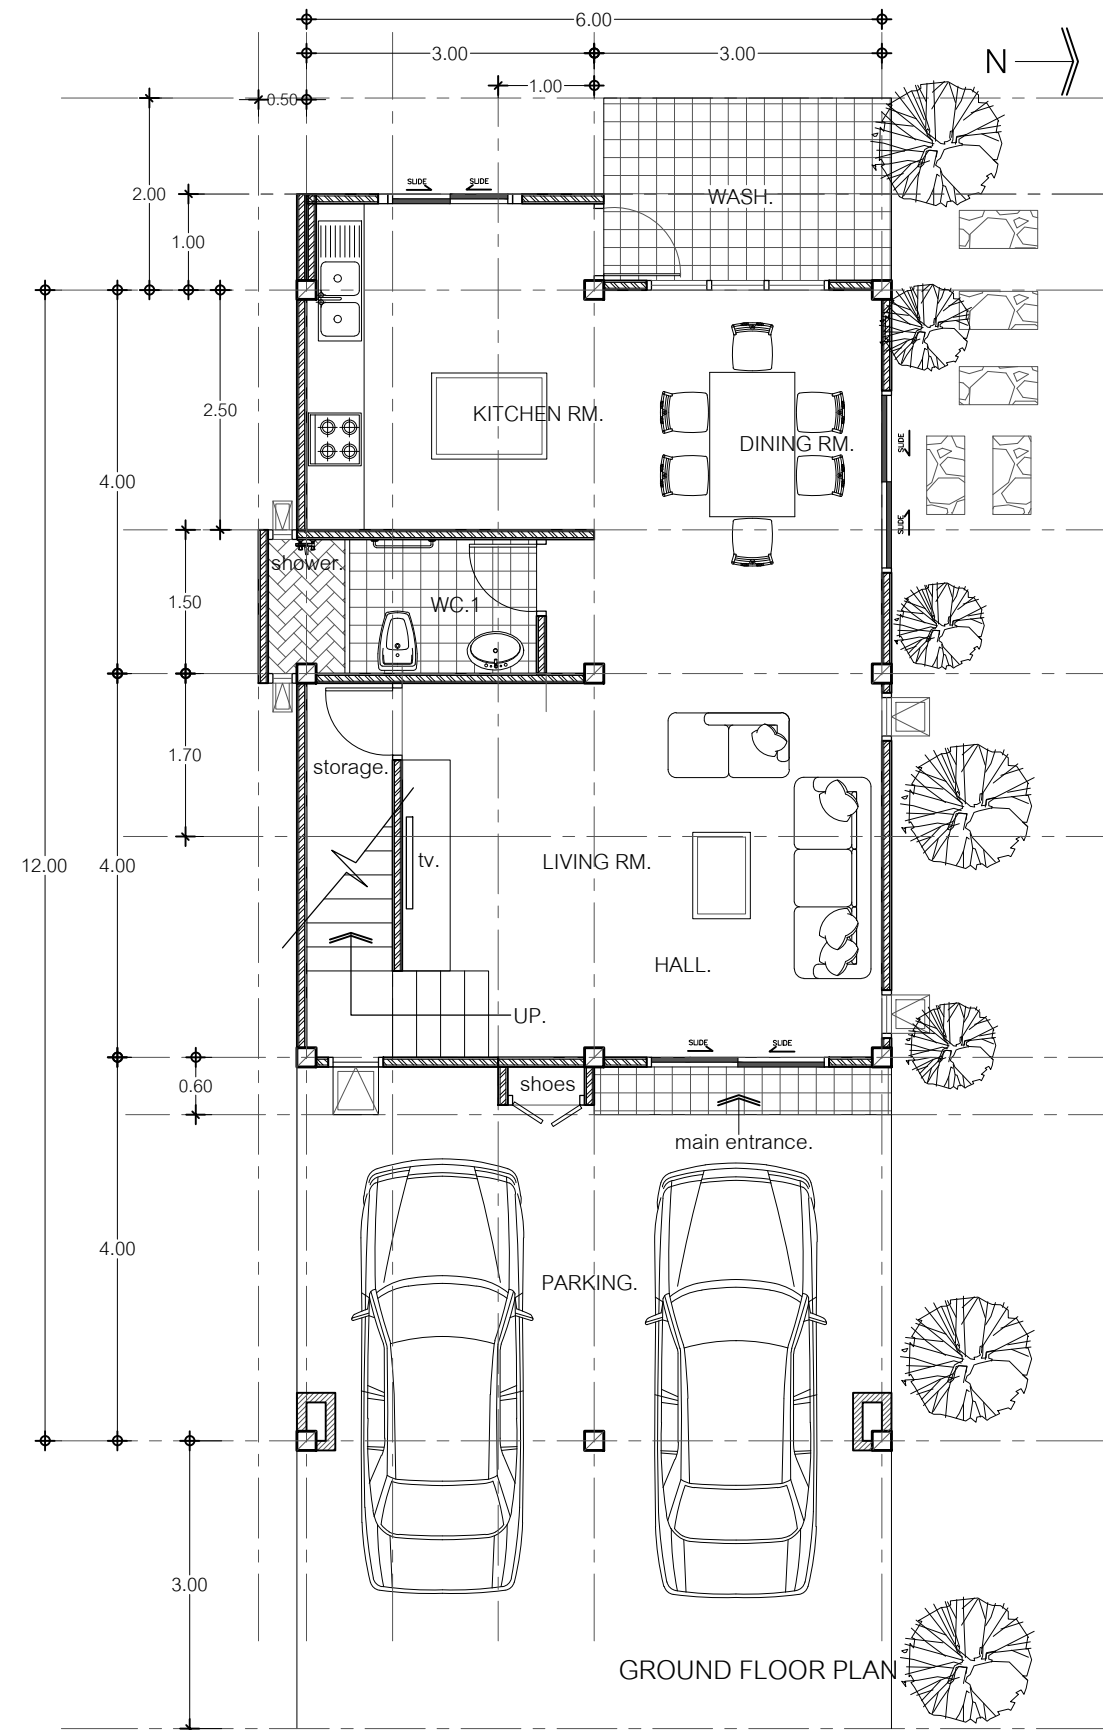 6.00
3.00
3.00
N
1.00
0.50
2.00
SLIDE
SLIDE
WASH.
1.00
2.50
KITCHEN RM.
DINING RM.
SLIDE
4.00
SLIDE
shower.
WC.1
1.50
1.70
storage.
12.00
4.00
tv.
LIVING RM.
HALL.
UP.
SLIDE
SLIDE
0.60
shoes
main entrance.
4.00
PARKING.
3.00
GROUND FLOOR PLAN